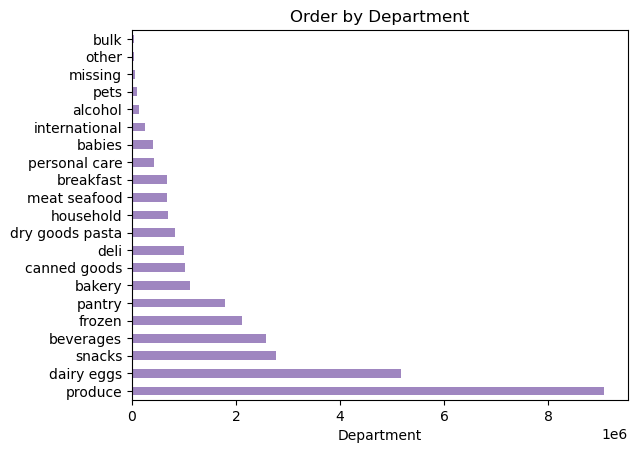 Order by Department
bulk
other
missing
pets
alcohol
international
babies
personal care
breakfast
meat seafood
household
dry goods pasta
deli
canned goods
bakery
pantry
frozen
beverages
snacks
dairy eggs
produce
0 2 4 6 8
1e6
Department